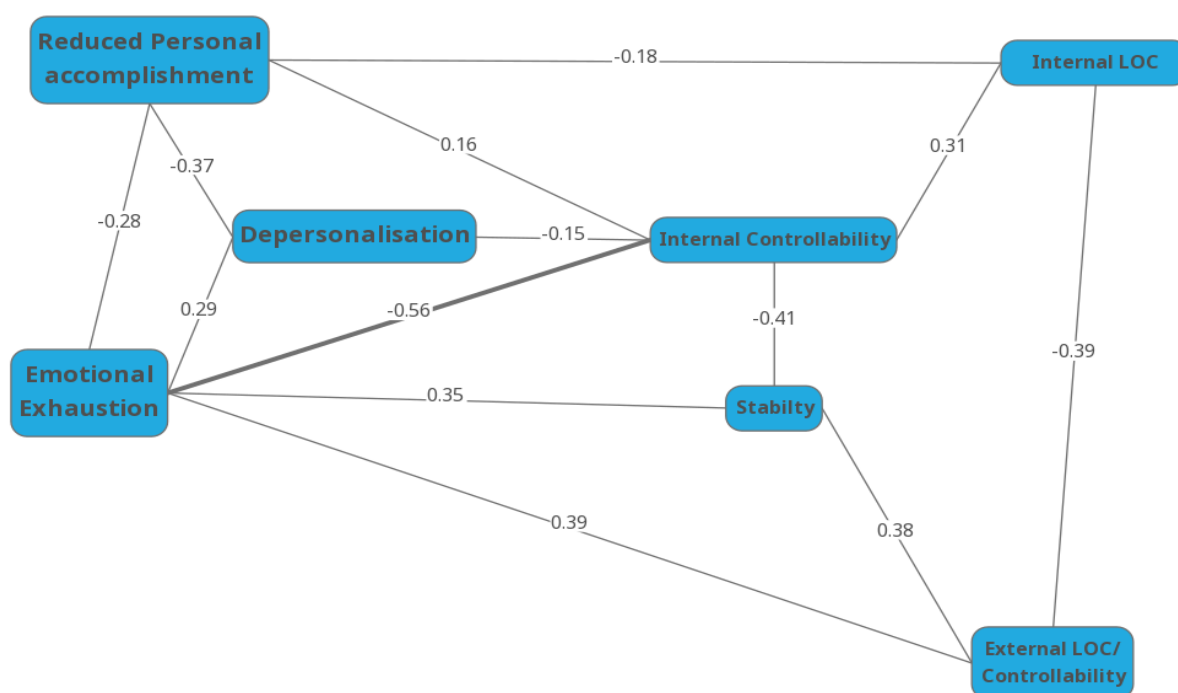 Reduced Personal
accomplishment
-0.18
Internal LOC
0.16
0.31
-0.37
-0.28
Depersonalisation
-0.15
Internal Controllability
0.29
-0.56
-0.41
-0.39
Emotional
Exhaustion
0.35
Stabilty
0.39
0.38
External LOC/
Controllability